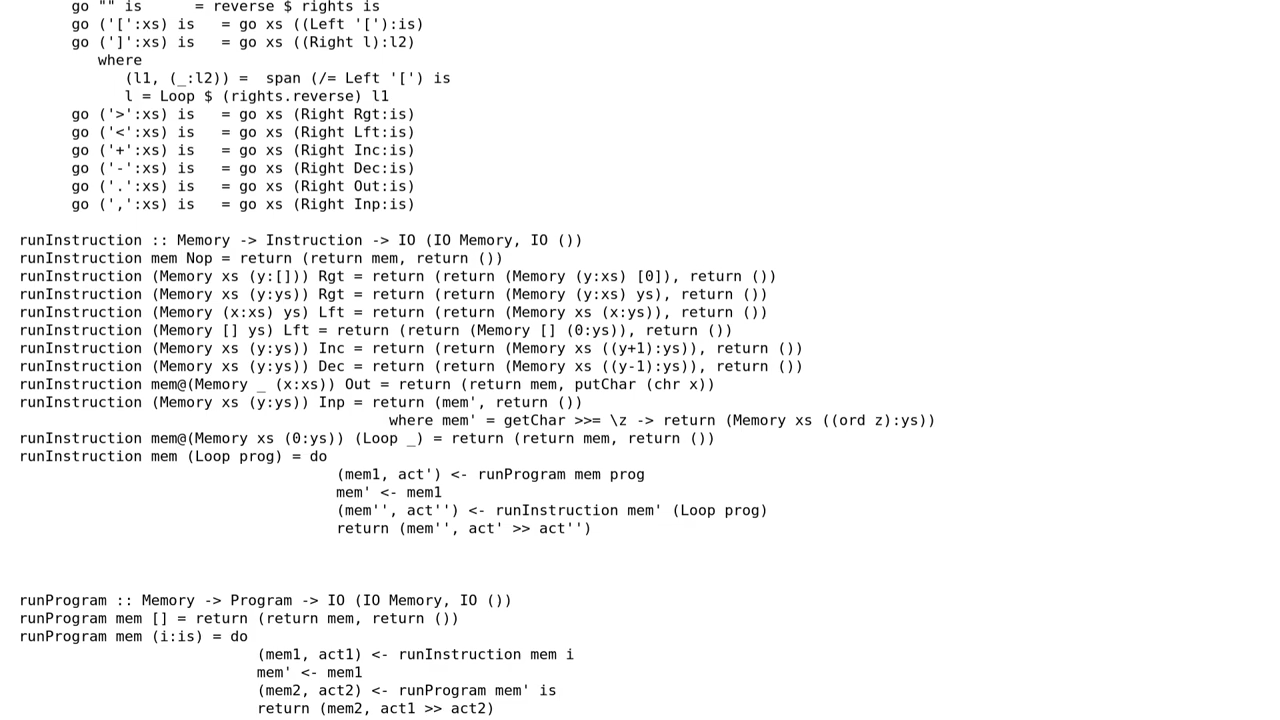 go "" is      = reverse $ rights is
go ('[':xs) is   = go xs ((Left '['):is)
go (']':xs) is   = go xs ((Right l):l2)
where
(l1, (_:l2)) =  span (/= Left '[') is
l = Loop $ (rights.reverse) l1
go ('>':xs) is   = go xs (Right Rgt:is)
go ('<':xs) is   = go xs (Right Lft:is)
go ('+':xs) is   = go xs (Right Inc:is)
go ('-':xs) is   = go xs (Right Dec:is)
go ('.':xs) is   = go xs (Right Out:is)
go (',':xs) is   = go xs (Right Inp:is)
runInstruction :: Memory -> Instruction -> IO (IO Memory, IO ())
runInstruction mem Nop = return (return mem, return ())
runInstruction (Memory xs (y:[])) Rgt = return (return (Memory (y:xs) [0]), return ())
runInstruction (Memory xs (y:ys)) Rgt = return (return (Memory (y:xs) ys), return ())
runInstruction (Memory (x:xs) ys) Lft = return (return (Memory xs (x:ys)), return ())
runInstruction (Memory [] ys) Lft = return (return (Memory [] (0:ys)), return ())
runInstruction (Memory xs (y:ys)) Inc = return (return (Memory xs ((y+1):ys)), return ())
runInstruction (Memory xs (y:ys)) Dec = return (return (Memory xs ((y-1):ys)), return ())
runInstruction mem@(Memory _ (x:xs)) Out = return (return mem, putChar (chr x))
runInstruction (Memory xs (y:ys)) Inp = return (mem', return ())
where mem' = getChar >>= \z -> return (Memory xs ((ord z):ys))
runInstruction mem@(Memory xs (0:ys)) (Loop _) = return (return mem, return ())
runInstruction mem (Loop prog) = do
(mem1, act') <- runProgram mem prog
mem' <- mem1
(mem'', act'') <- runInstruction mem' (Loop prog)
return (mem'', act' >> act'')
runProgram :: Memory -> Program -> IO (IO Memory, IO ())
runProgram mem [] = return (return mem, return ())
runProgram mem (i:is) = do
(mem1, act1) <- runInstruction mem i
mem' <- mem1
(mem2, act2) <- runProgram mem' is
return (mem2, act1 >> act2)